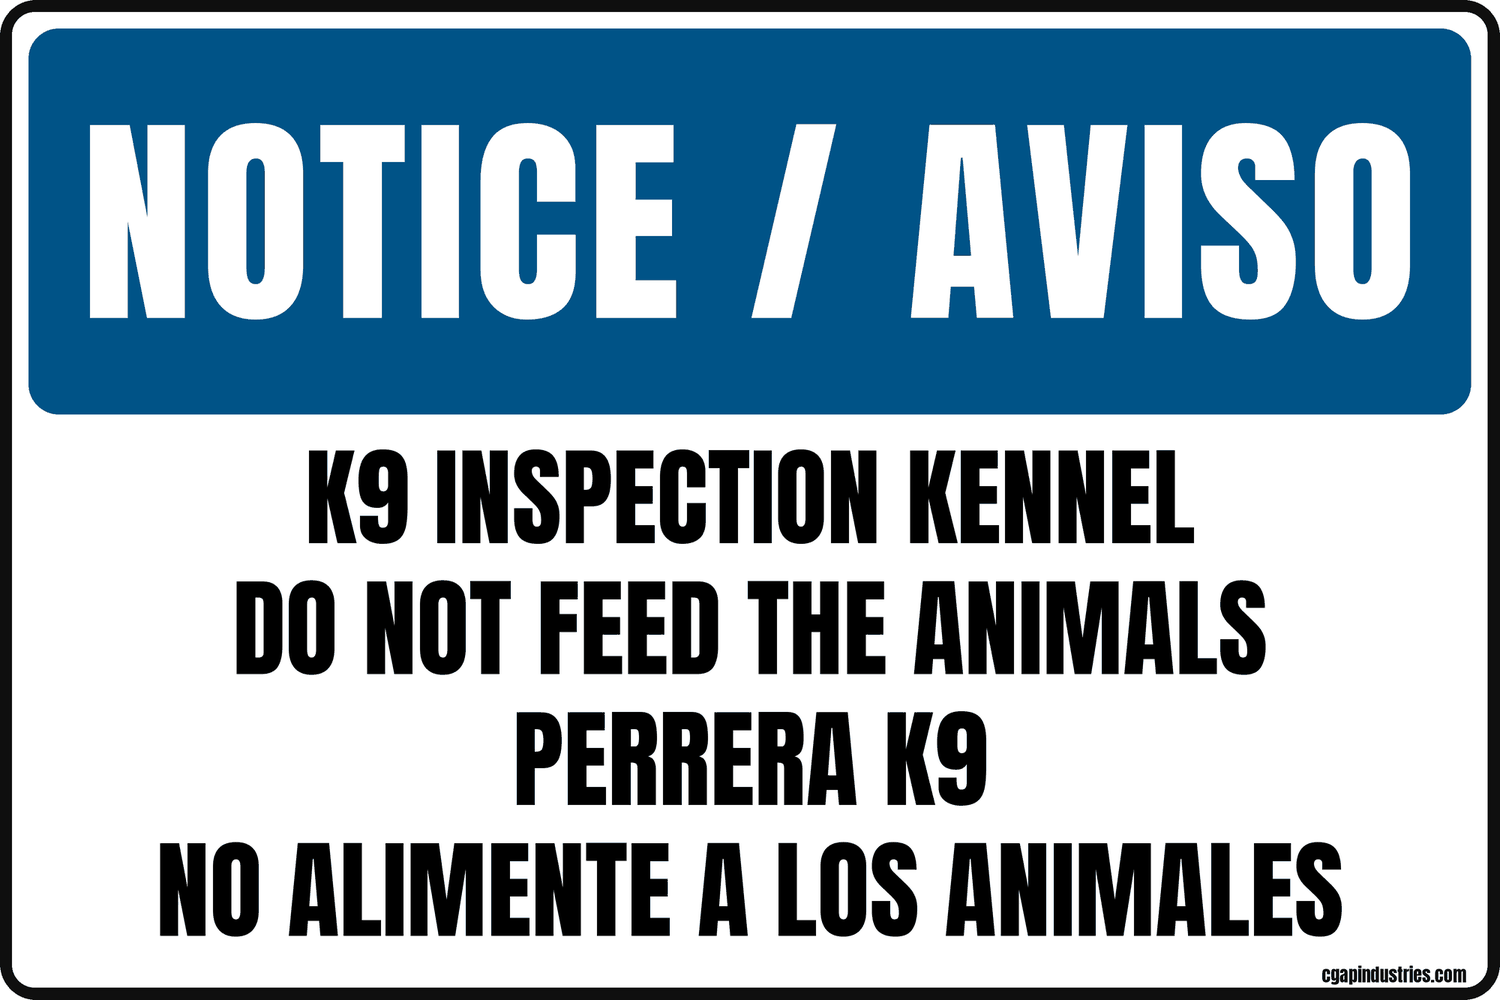 NOTICE / AVISO
K9 INSPECTION KENNEL
DO NOT FEED THE ANIMALS
PERRERA K9
NO ALIMENTE A LOS ANIMALES
cgapindustries.com